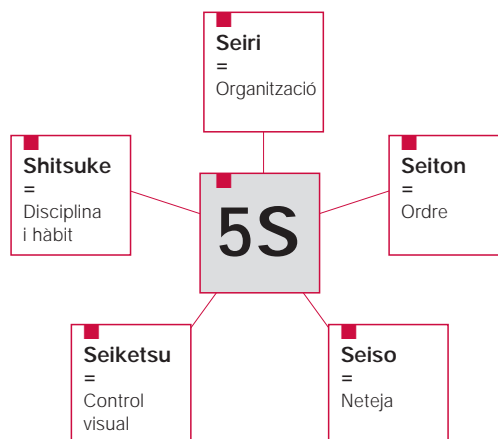 Seiri
=
Organització
Shitsuke
=
Disciplina
i hàbit
5S
Seiton
=
Ordre
Seiketsu
=
Control
visual
Seiso
=
Neteja